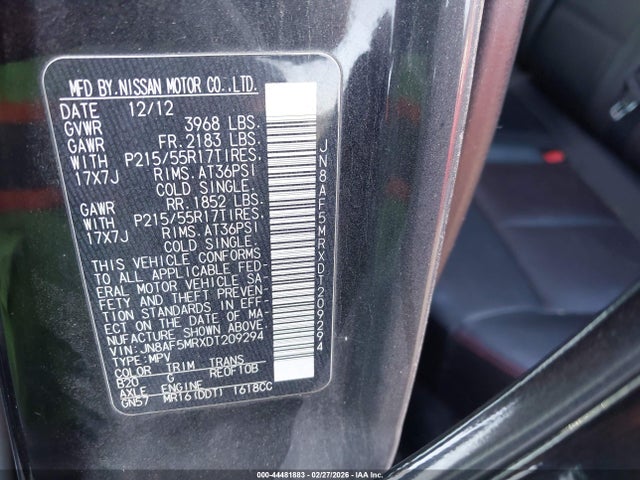 MFD BY.NISSAN MOTOR CO.,LTD.
DATE 12/12
GVWR 3968 LBS.
GAWR FR.2183 LBS.
WITH P215/55R17TIRES.
17X7J RIMS.AT36PSI
COLD SINGLE.
GAWR RR.1852 LBS.
WITH P215/55R17TIRES.
17X7J RIMS.AT36PSI
COLD SINGLE.
THIS VEHICLE CONFORMS
TO ALL APPLICABLE FED-
ERAL MOTOR VEHICLE SA-
FETY AND THEFT PREVEN-
TION STANDARDS IN EFF-
ECT ON THE DATE OF MA-
NUFACTURE SHOWN ABOVE.
VIN:JN8AF5MRXDT209294
TYPE:MPV
COLOR TRIM TRANS
B20 G RE0F10B
AXLE ENGINE
GN57 MR16(DDT) 1618CC
JN8AF5MRXDT209294
000-44481883 - 02/27/2026 - IAA Inc.